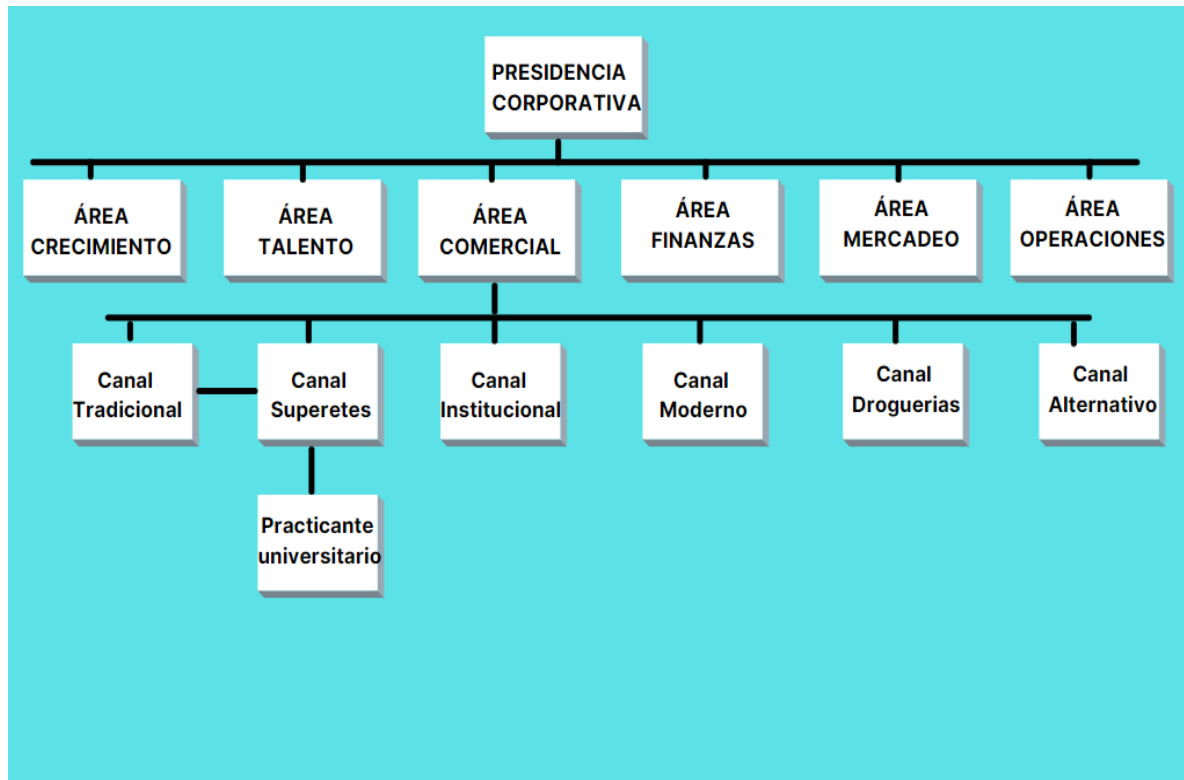 PRESIDENCIA
CORPORATIVA
ÁREA
CRECIMIENTO
ÁREA
TALENTO
ÁREA
COMERCIAL
ÁREA
FINANZAS
ÁREA
MERCADEO
ÁREA
OPERACIONES
Canal
Tradicional
Canal
Superetes
Canal
Institucional
Canal
Moderno
Canal
Droguerias
Canal
Alternativo
Practicante
universitario